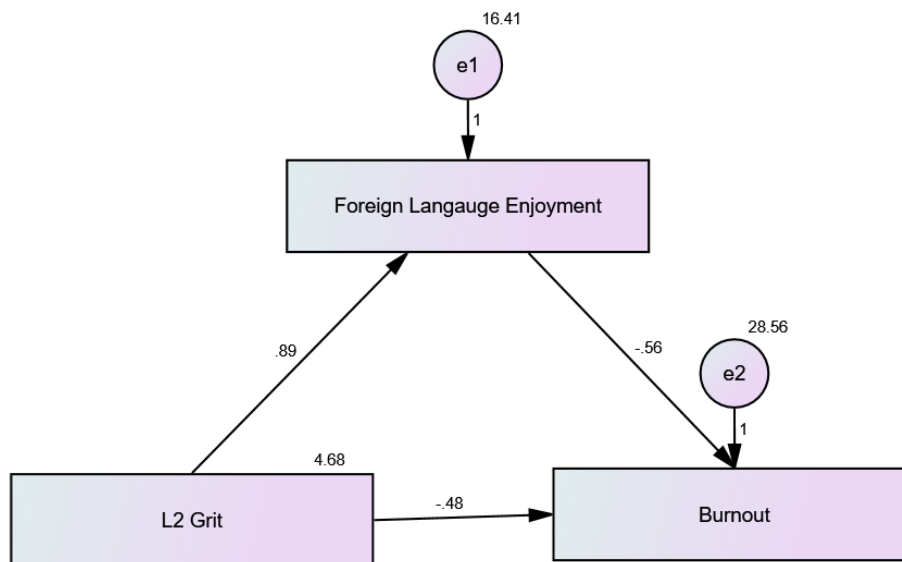 16.41
e1
1
Foreign Langauge Enjoyment
28.56
.89
-.56
e2
1
4.68
L2 Grit
-.48
Burnout